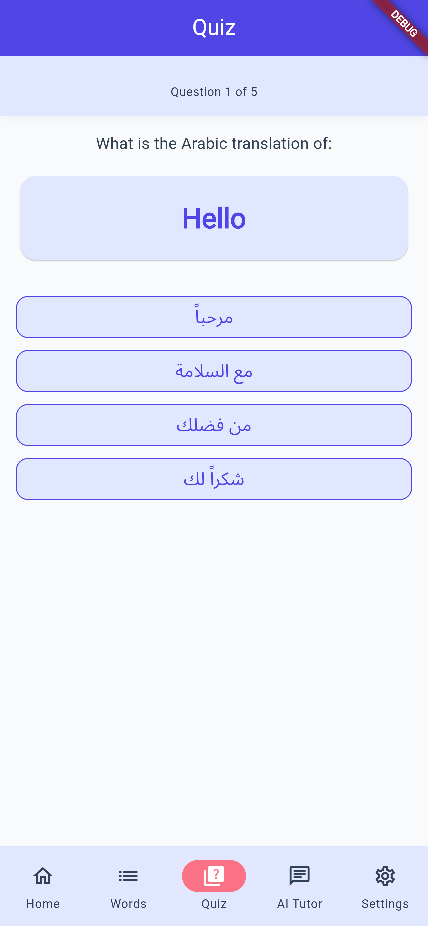 Quiz
DEBUG
Question 1 of 5
What is the Arabic translation of:
Hello
مرحباً
مع السلامة
من فضلك
شكراً لك
Home
Words
Quiz
AI Tutor
Settings